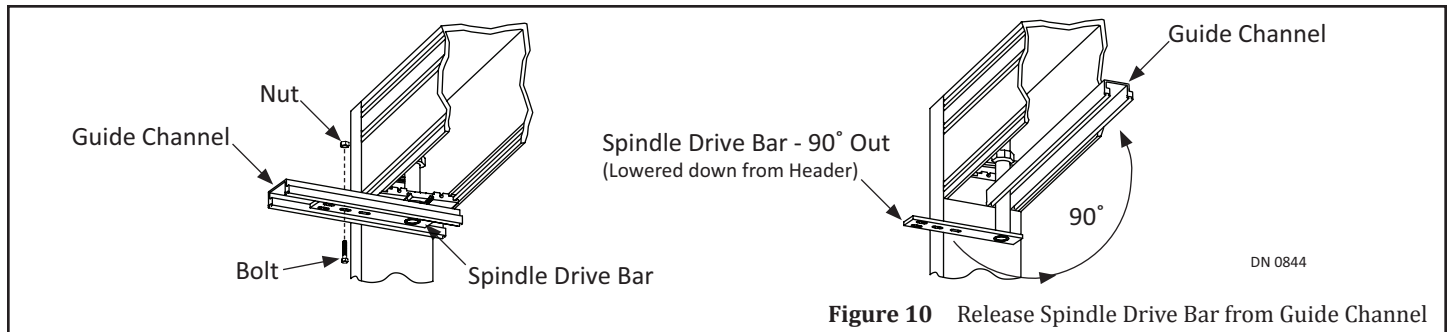 Nut
Guide Channel
Bolt
Spindle Drive Bar
Guide Channel
Spindle Drive Bar - 90˚ Out
(Lowered down from Header)
90˚
DN 0844
Figure 10 Release Spindle Drive Bar from Guide Channel